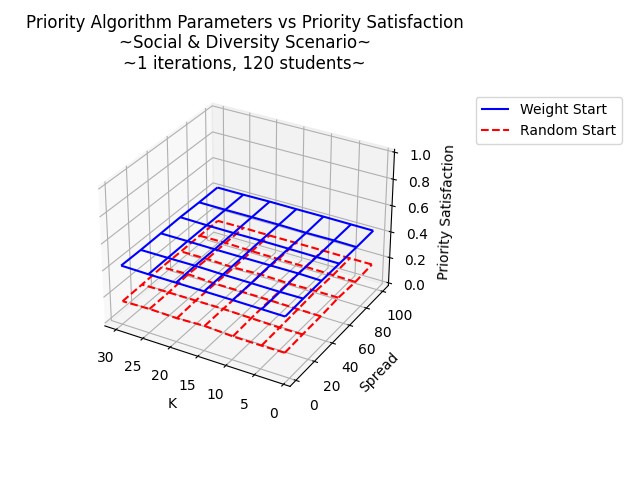 Priority Algorithm Parameters vs Priority Satisfaction
~Social & Diversity Scenario~
~1 iterations, 120 students~
Weight Start
Random Start
1.0
0.8
0.6
0.4
0.2
0.0
Priority Satisfaction
100
80
60
40
20
0
Spread
30
25
20
15
10
5
0
K